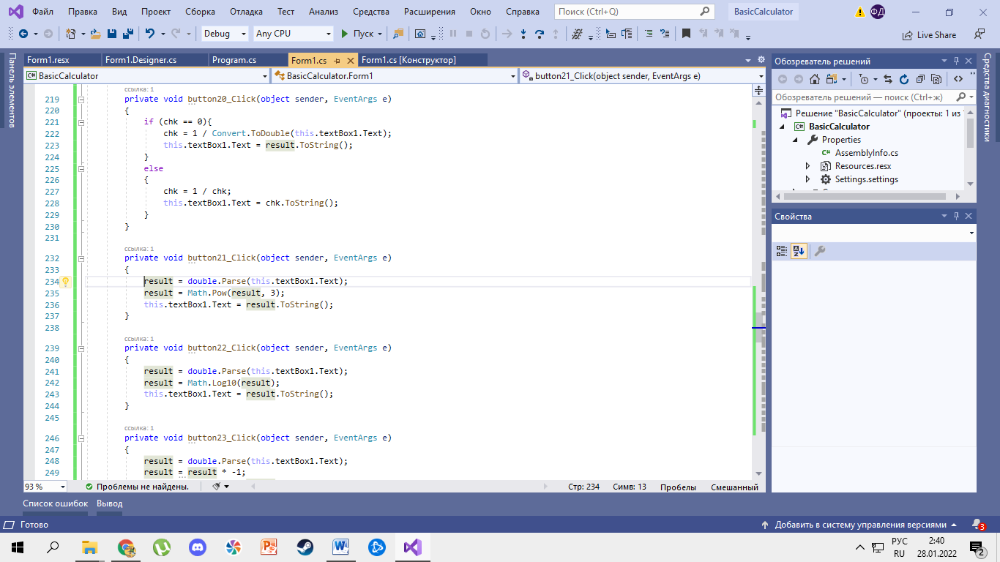 Файл Правка Вид Проект Сборка Отладка Тест Анализ Средства Расширения Окно Справка Поиск (Ctrl+Q) BasicCalculator ФД
Debug Any CPU Пуск Live Share
Панель элементов
Form1.resx Form1.Designer.cs Program.cs Form1.cs Form1.cs [Конструктор]
BasicCalculator BasicCalculator.Form1 button21_Click(object sender, EventArgs e)
ссылка: 1
219 private void button20_Click(object sender, EventArgs e)
220 {
221 if (chk == 0){
222 chk = 1 / Convert.ToDouble(this.textBox1.Text);
223 this.textBox1.Text = result.ToString();
224 }
225 else
226 {
227 chk = 1 / chk;
228 this.textBox1.Text = chk.ToString();
229 }
230 }
231
ссылка: 1
232 private void button21_Click(object sender, EventArgs e)
233 {
234 result = double.Parse(this.textBox1.Text);
235 result = Math.Pow(result, 3);
236 this.textBox1.Text = result.ToString();
237 }
238
ссылка: 1
239 private void button22_Click(object sender, EventArgs e)
240 {
241 result = double.Parse(this.textBox1.Text);
242 result = Math.Log10(result);
243 this.textBox1.Text = result.ToString();
244 }
245
ссылка: 1
246 private void button23_Click(object sender, EventArgs e)
247 {
248 result = double.Parse(this.textBox1.Text);
249 result = result * -1;
93 % Проблемы не найдены. Стр: 234 Симв: 13 Пробелы Смешанный
Обозреватель решений
Обозреватель решений — поиск (Ctrl+ж)
Решение "BasicCalculator" (проекты: 1 из
C# BasicCalculator
Properties
C# AssemblyInfo.cs
Resources.resx
Settings.settings
Свойства
Средства диагностики
Список ошибок Вывод
Готово Добавить в систему управления версиями 3
РУС 2:40
RU 28.01.2022 2